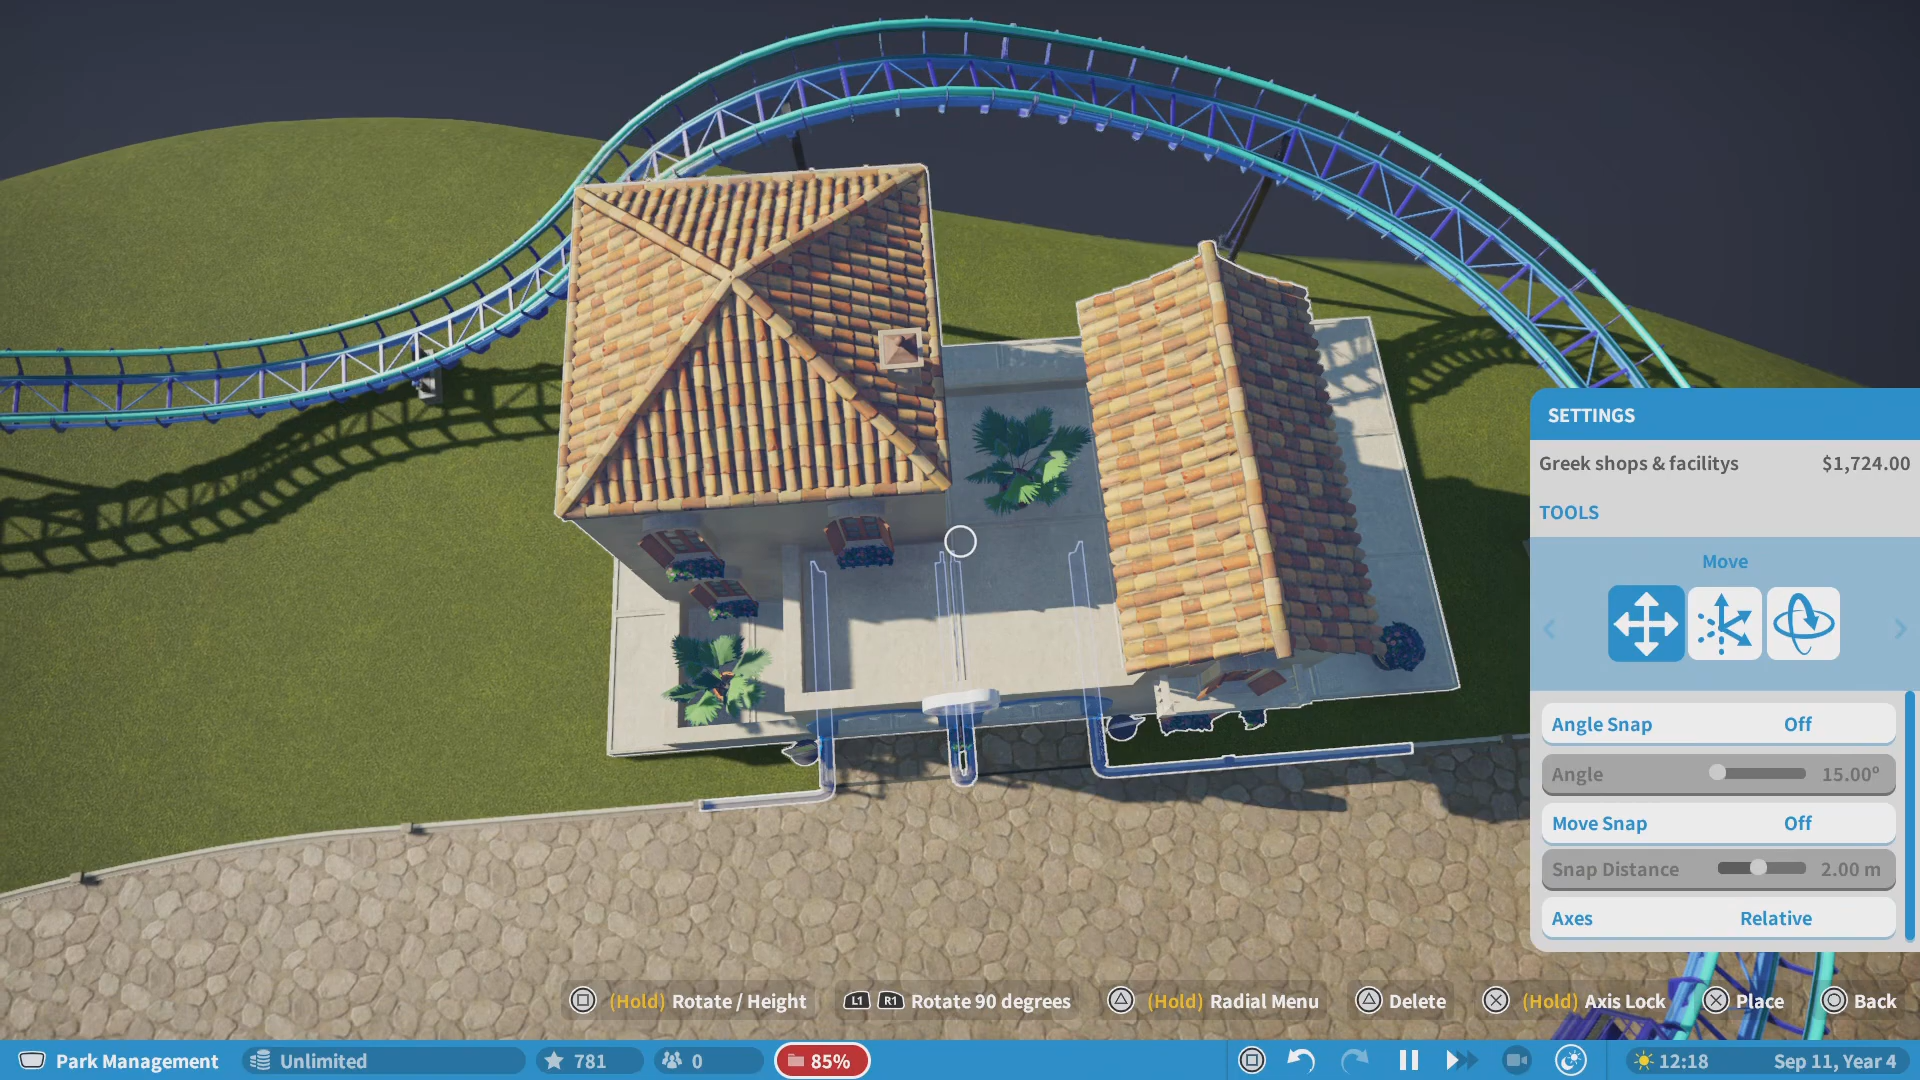 SETTINGS
Greek shops & facilitys $1,724.00
TOOLS
Move
Angle Snap Off
Angle 15.00°
Move Snap Off
Snap Distance 2.00 m
Axes Relative
(Hold) Rotate / Height L1 R1 Rotate 90 degrees (Hold) Radial Menu Delete (Hold) Axis Lock Place Back
Park Management Unlimited 781 0 85% 12:18 Sep 11, Year 4